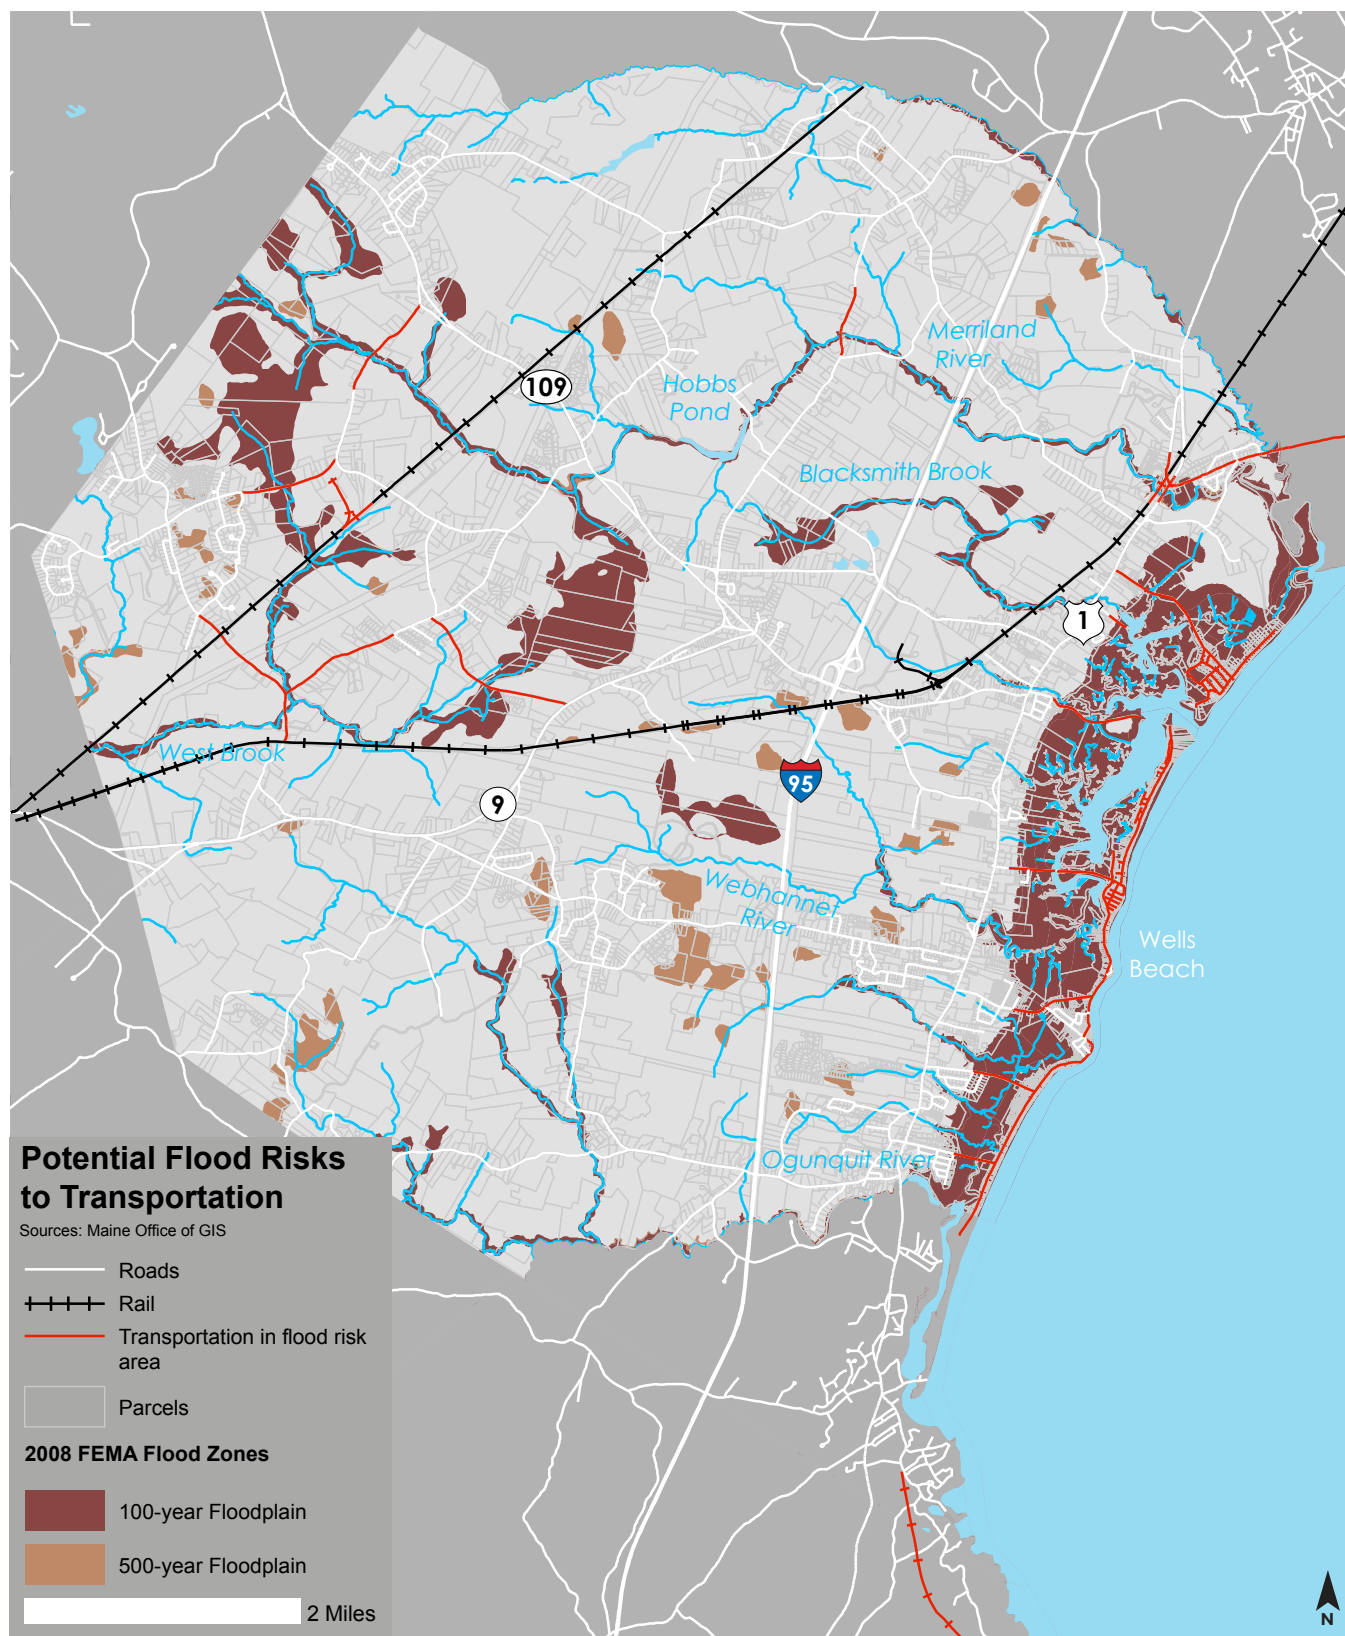 Merriland
River
Hobbs
Pond
109
Blacksmith Brook
1
West Brook
95
9
Webhannet
River
Wells
Beach
Ogunquit River
Potential Flood Risks
to Transportation
Sources: Maine Office of GIS
Roads
Rail
Transportation in flood risk
area
Parcels
2008 FEMA Flood Zones
100-year Floodplain
500-year Floodplain
2 Miles
N